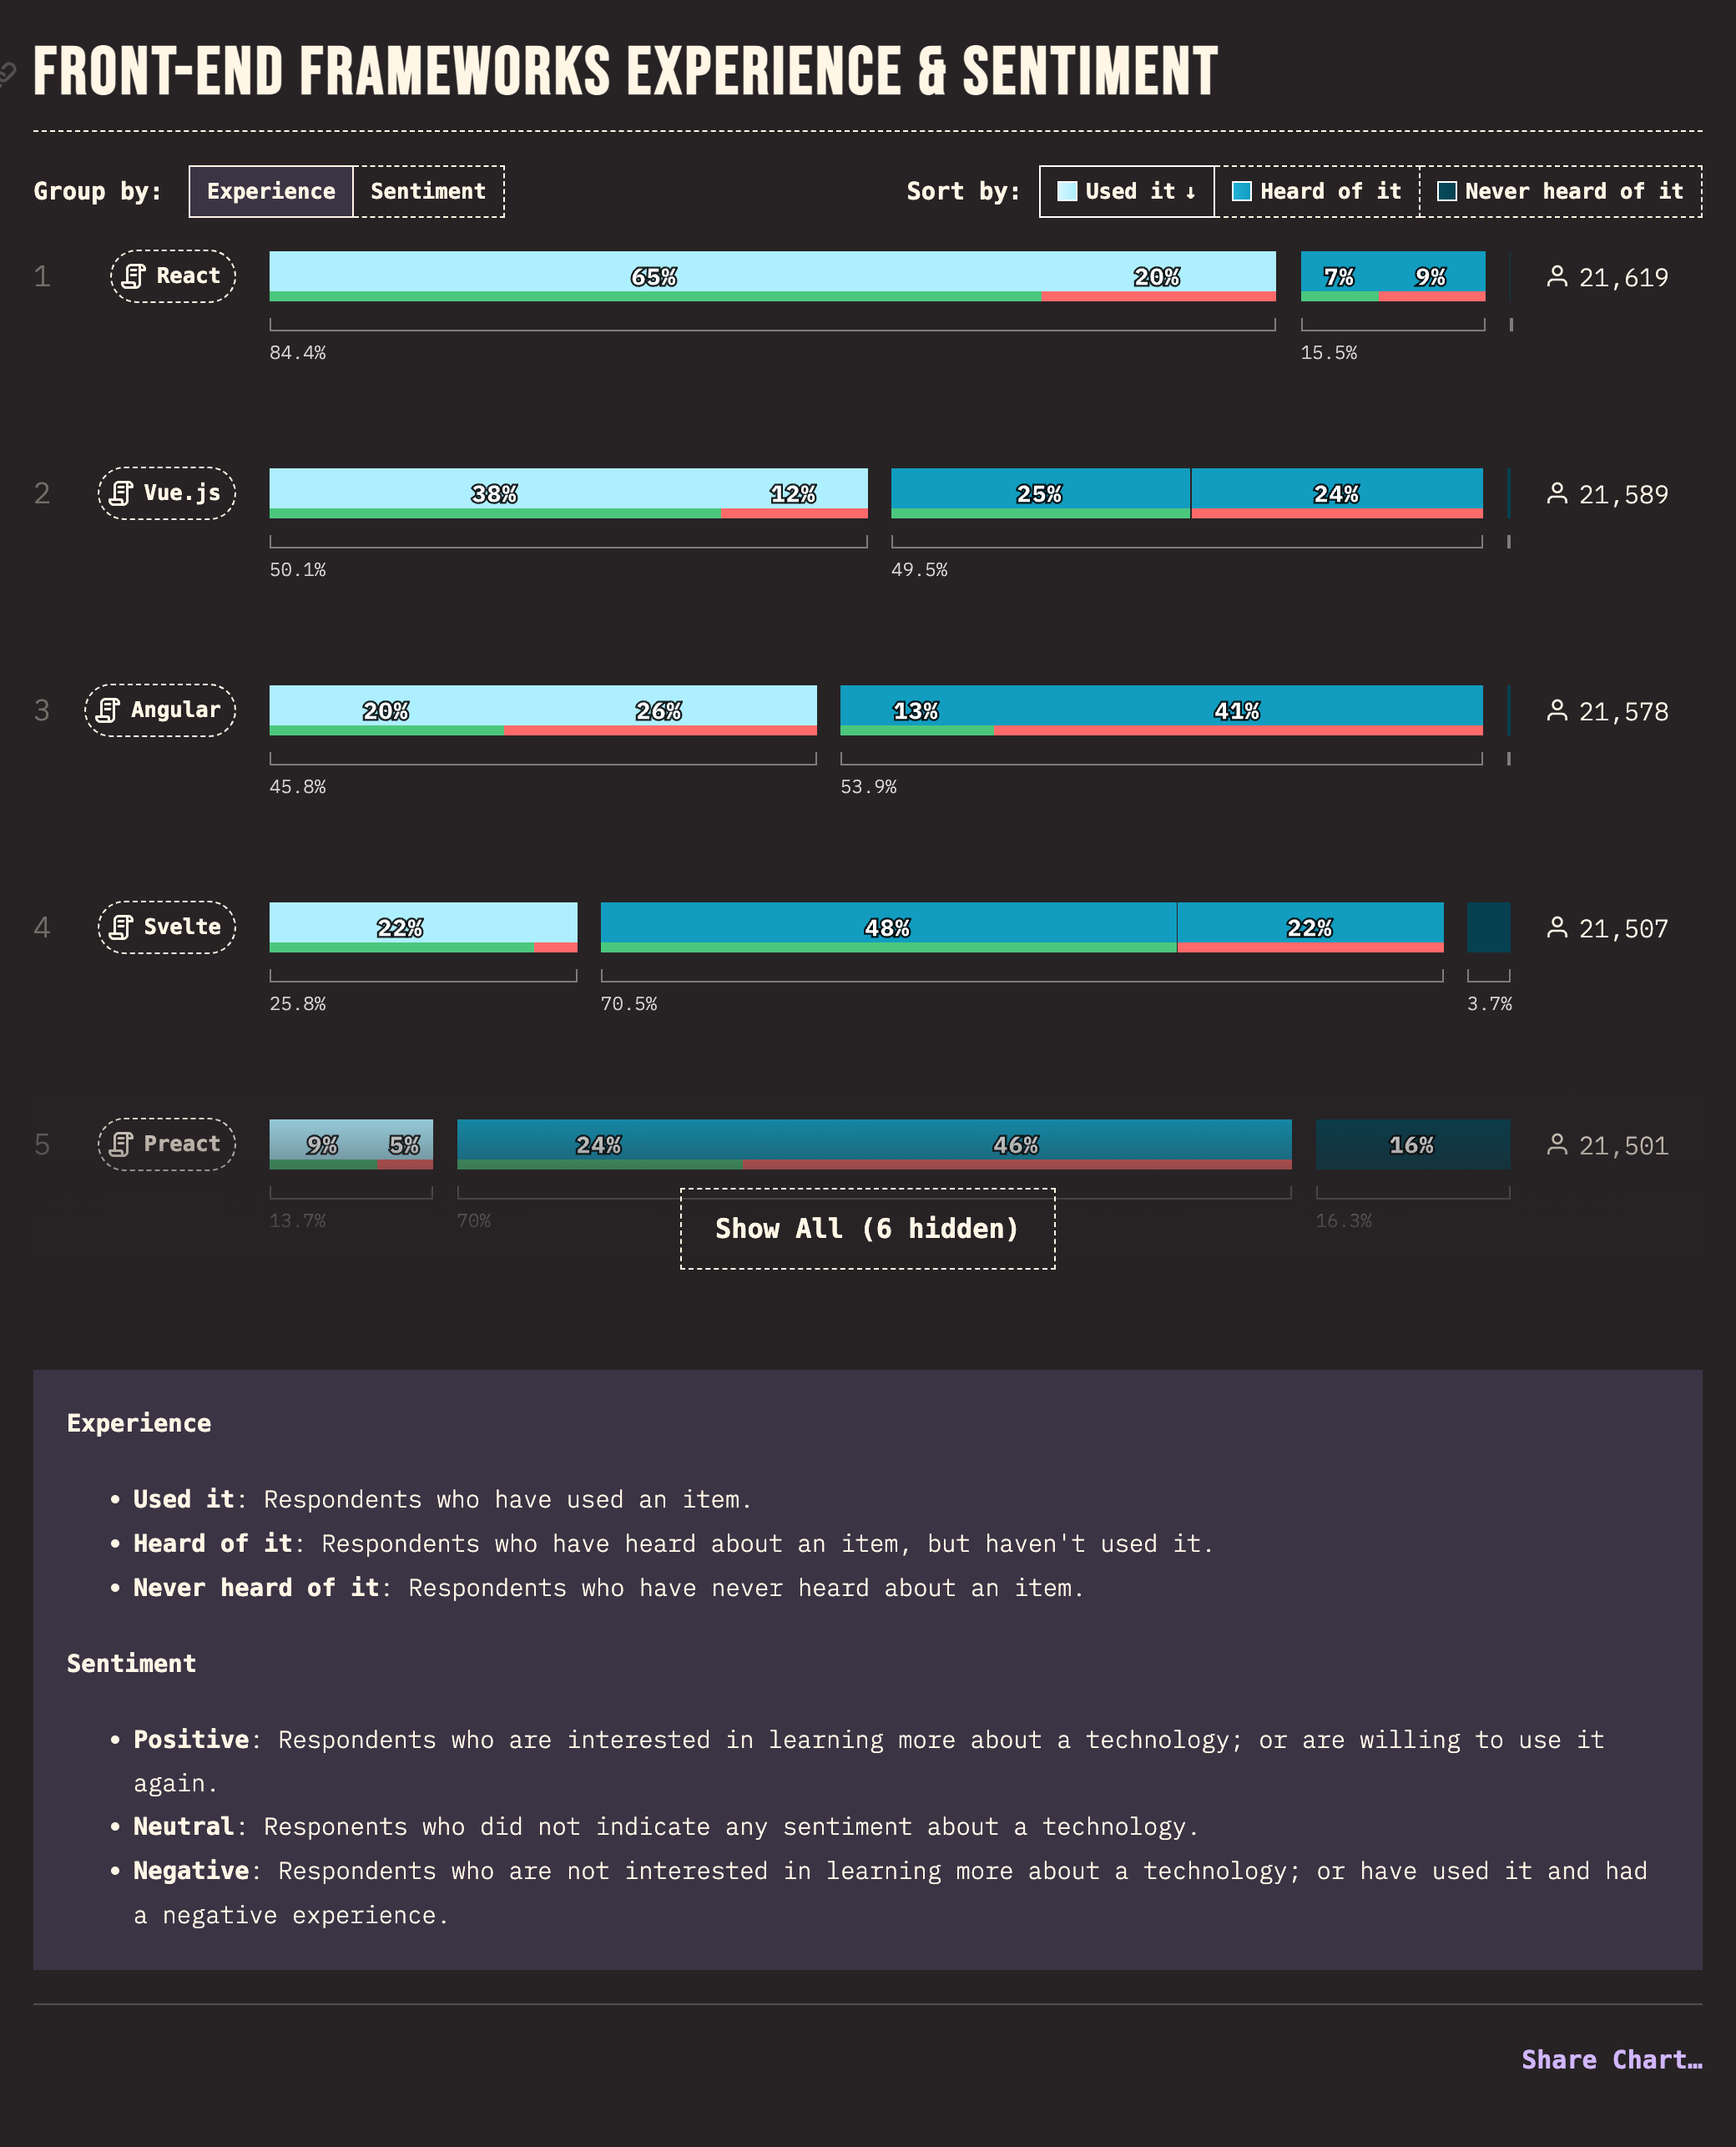 FRONT-END FRAMEWORKS EXPERIENCE & SENTIMENT
Group by: Experience Sentiment Sort by: Used it ↓ Heard of it Never heard of it
1 React 65% 20% 7% 9% 21,619
84.4% 15.5%
2 Vue.js 38% 12% 25% 24% 21,589
50.1% 49.5%
3 Angular 20% 26% 13% 41% 21,578
45.8% 53.9%
4 Svelte 22% 48% 22% 21,507
25.8% 70.5% 3.7%
5 Preact 9% 5% 24% 46% 16% 21,501
13.7% 70% 16.3%
Show All (6 hidden)
Experience
• Used it: Respondents who have used an item.
• Heard of it: Respondents who have heard about an item, but haven't used it.
• Never heard of it: Respondents who have never heard about an item.
Sentiment
• Positive: Respondents who are interested in learning more about a technology; or are willing to use it
again.
• Neutral: Responents who did not indicate any sentiment about a technology.
• Negative: Respondents who are not interested in learning more about a technology; or have used it and had
a negative experience.
Share Chart…